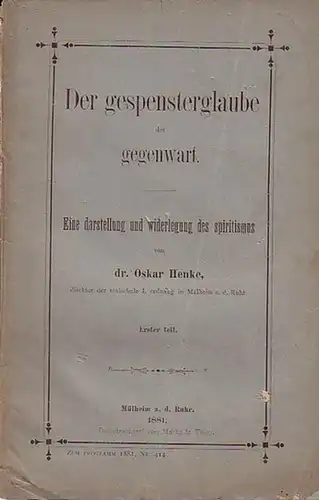 Der gespensterglaube
der
gegenwart.
Eine darstellung und widerlegung des spiritismus
von
dr. Oskar Henke,
direktor der realschule I. ordnung in Mülheim a. d. Ruhr.
Erster teil.
Mülheim a. d. Ruhr.
1881.
Zum programm 1881, Nr. 414.